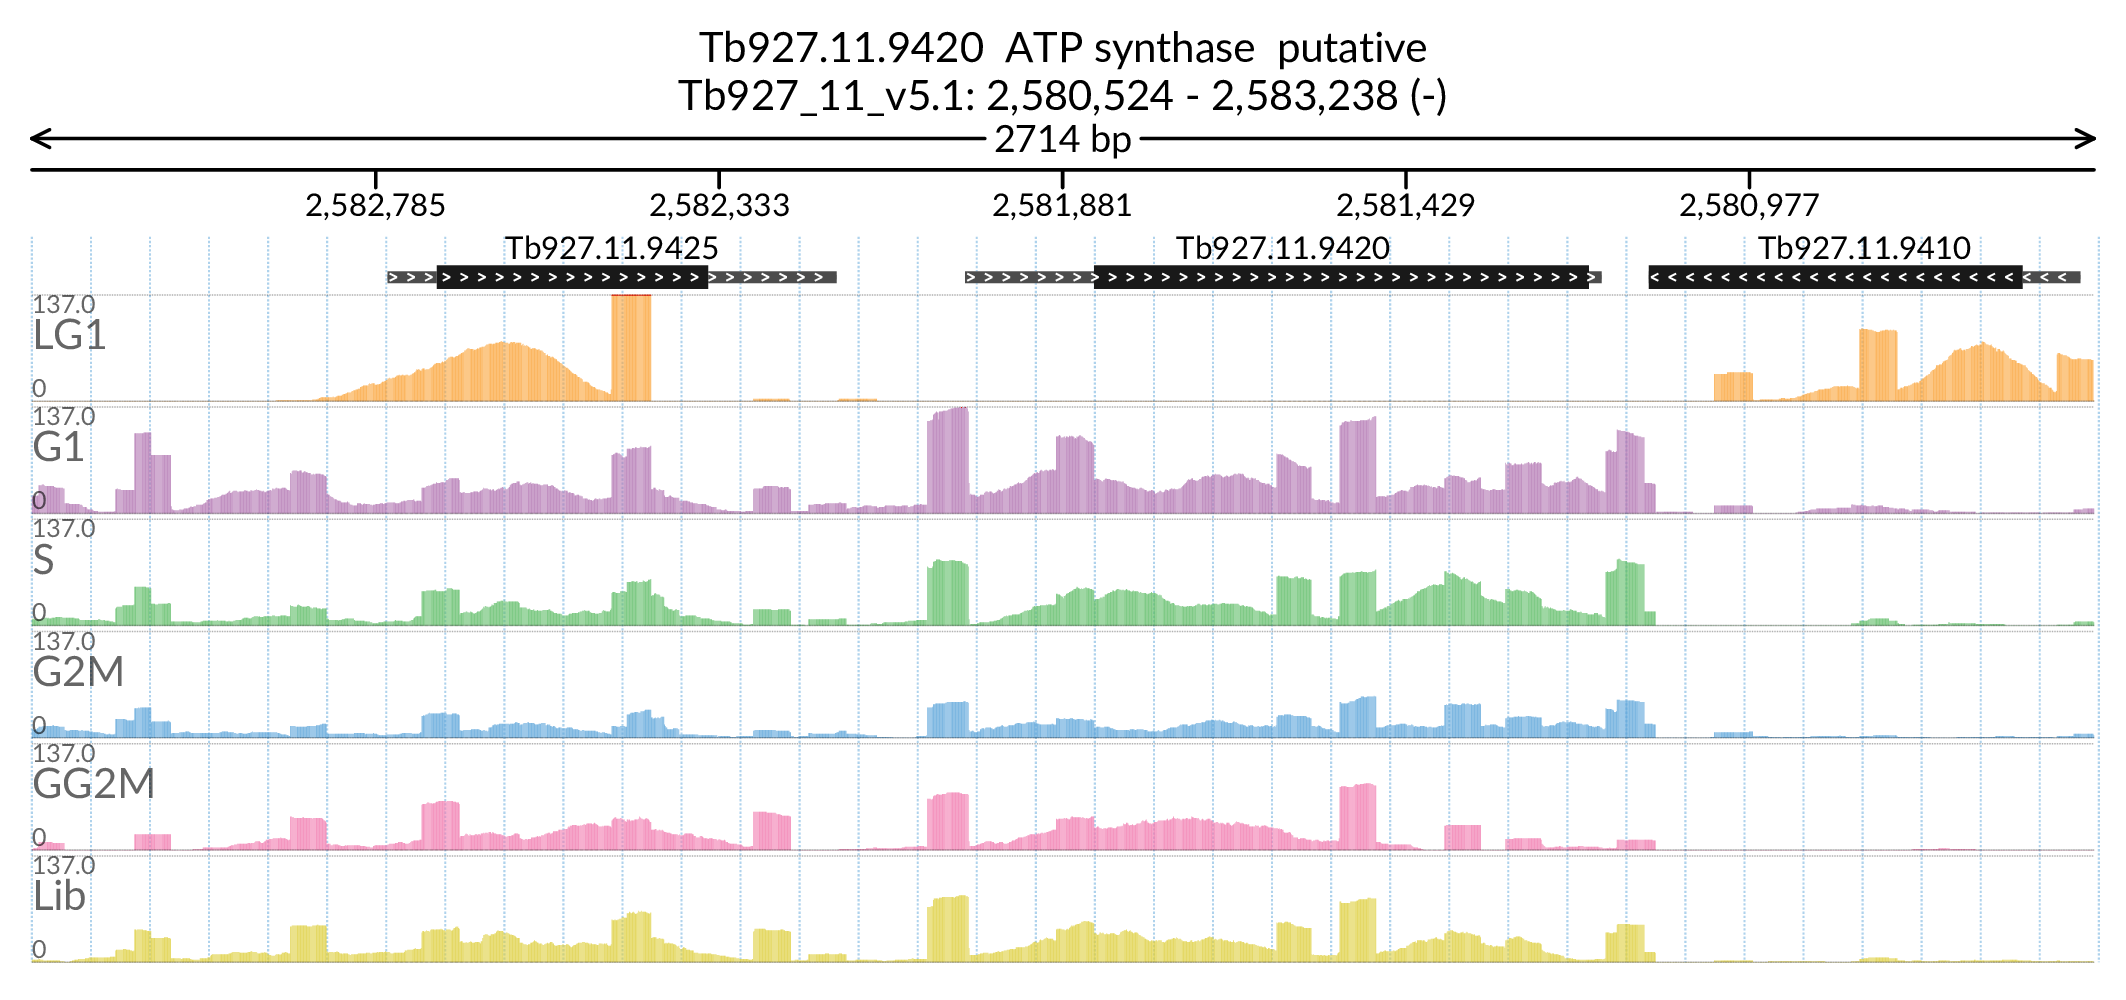 Tb927.11.9420 ATP synthase putative
Tb927_11_v5.1: 2,580,524 - 2,583,238 (-)
2714 bp
2,582,785 2,582,333 2,581,881 2,581,429 2,580,977
Tb927.11.9425 Tb927.11.9420 Tb927.11.9410
137.0
LG1
0
137.0
G1
0
137.0
S
0
137.0
G2M
0
137.0
GG2M
0
137.0
Lib
0